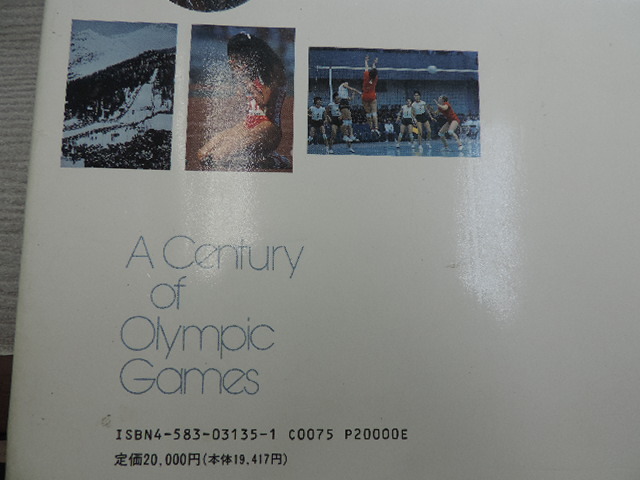 A Century
of
Olympic
Games
ISBN4-583-03135-1 C0075 P20000E
定価20,000円(本体19,417円)